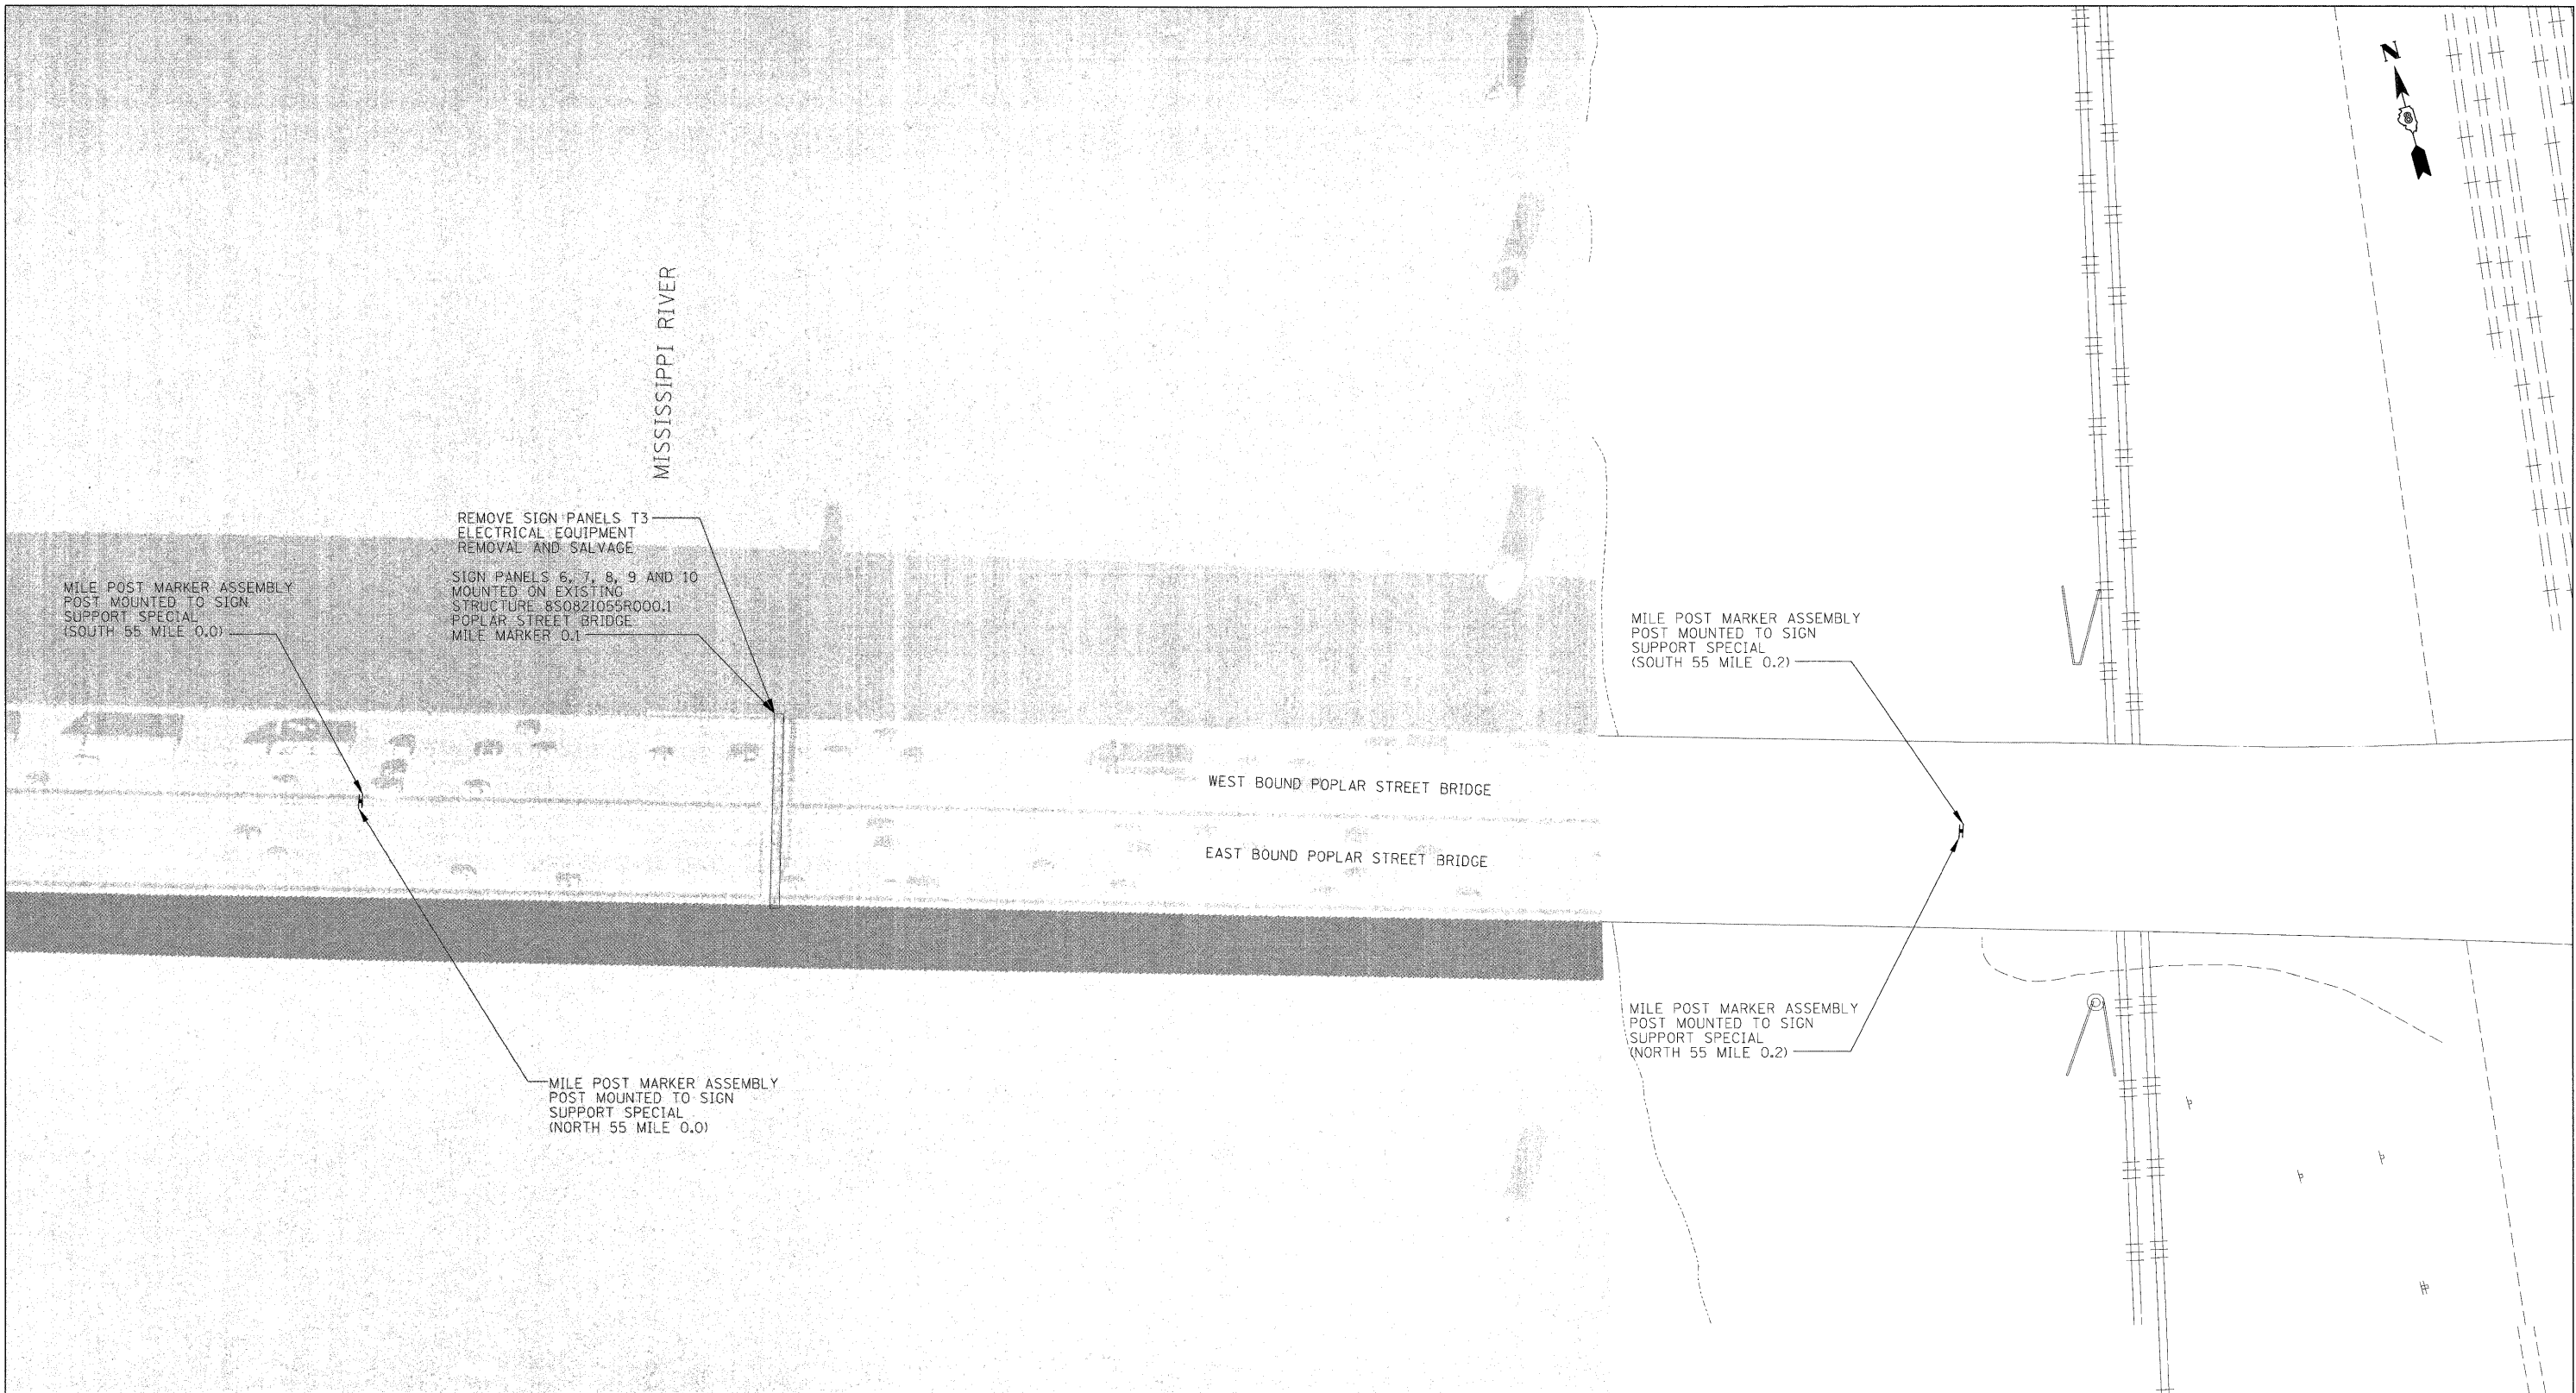 N
8
MISSISSIPPI RIVER
REMOVE SIGN PANELS T3
ELECTRICAL EQUIPMENT
REMOVAL AND SALVAGE
SIGN PANELS 6, 7, 8, 9 AND 10
MOUNTED ON EXISTING
STRUCTURE 8S082I055R000.1
POPLAR STREET BRIDGE
MILE MARKER 0.1
MILE POST MARKER ASSEMBLY
POST MOUNTED TO SIGN
SUPPORT SPECIAL
(SOUTH 55 MILE 0.0)
MILE POST MARKER ASSEMBLY
POST MOUNTED TO SIGN
SUPPORT SPECIAL
(SOUTH 55 MILE 0.2)
WEST BOUND POPLAR STREET BRIDGE
EAST BOUND POPLAR STREET BRIDGE
MILE POST MARKER ASSEMBLY
POST MOUNTED TO SIGN
SUPPORT SPECIAL
(NORTH 55 MILE 0.2)
MILE POST MARKER ASSEMBLY
POST MOUNTED TO SIGN
SUPPORT SPECIAL
(NORTH 55 MILE 0.0)